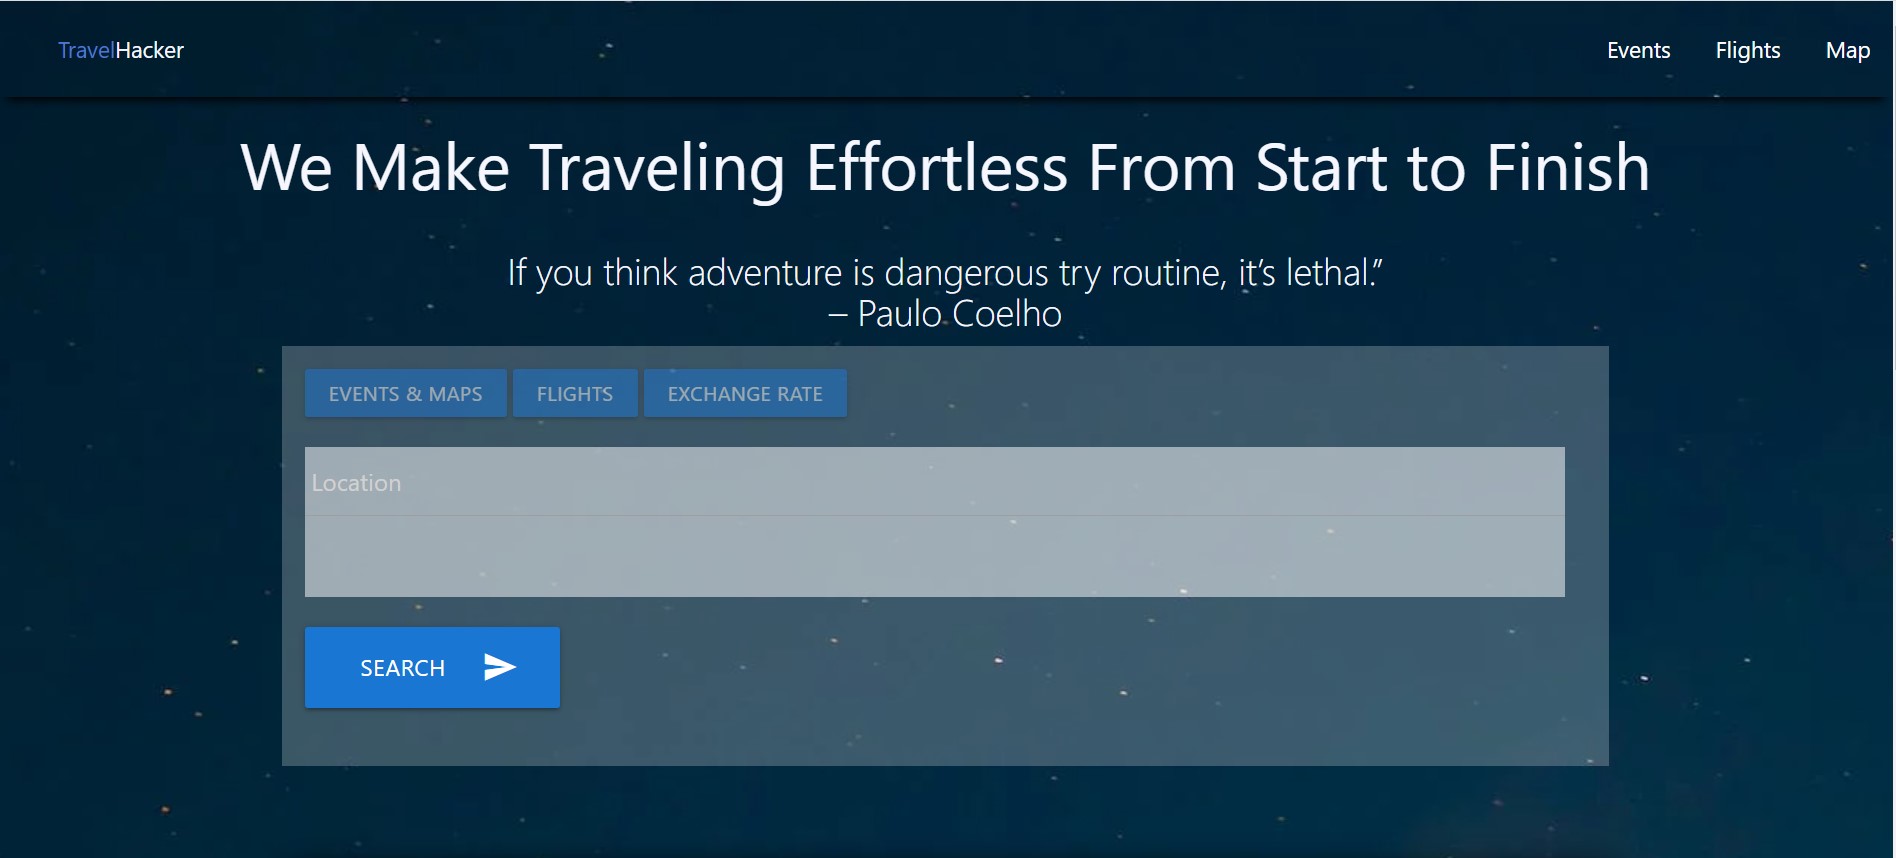 TravelHacker
Events Flights Map
We Make Traveling Effortless From Start to Finish
If you think adventure is dangerous try routine, it’s lethal.”
– Paulo Coelho
EVENTS & MAPS FLIGHTS EXCHANGE RATE
Location
SEARCH